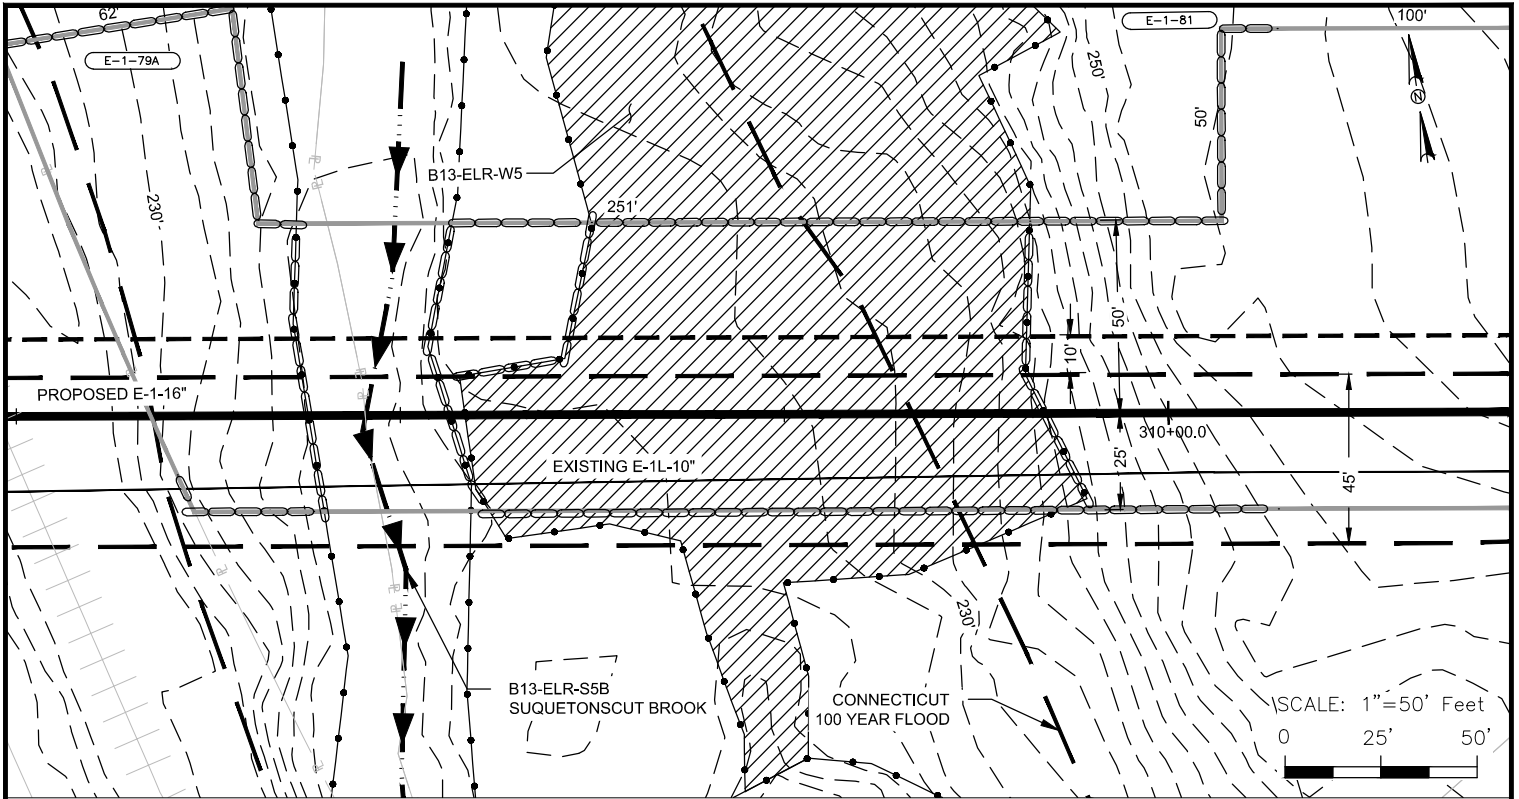 62'
E-1-79A
E-1-81
100'
250'
50'
N
B13-ELR-W5
230'
251'
50'
10'
PROPOSED E-1-16"
310+00.0
25'
EXISTING E-1L-10"
45'
230'
B13-ELR-S5B
SUQUETONSCUT BROOK
CONNECTICUT
100 YEAR FLOOD
SCALE: 1"=50' Feet
0 25' 50'